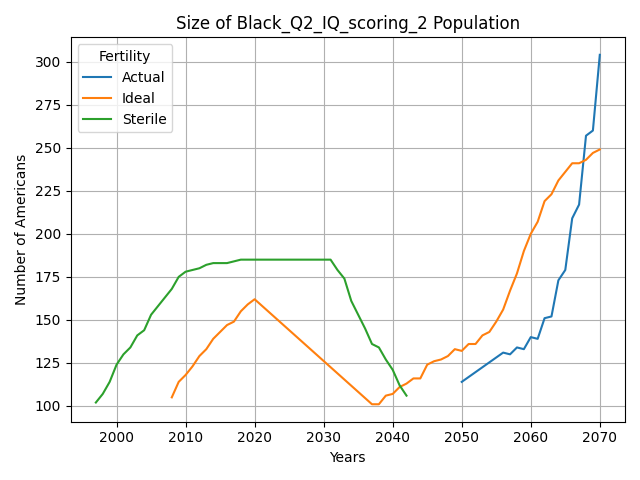 Size of Black_Q2_IQ_scoring_2 Population
Fertility
Actual
Ideal
Sterile
Number of Americans
300
275
250
225
200
175
150
125
100
2000
2010
2020
2030
2040
2050
2060
2070
Years